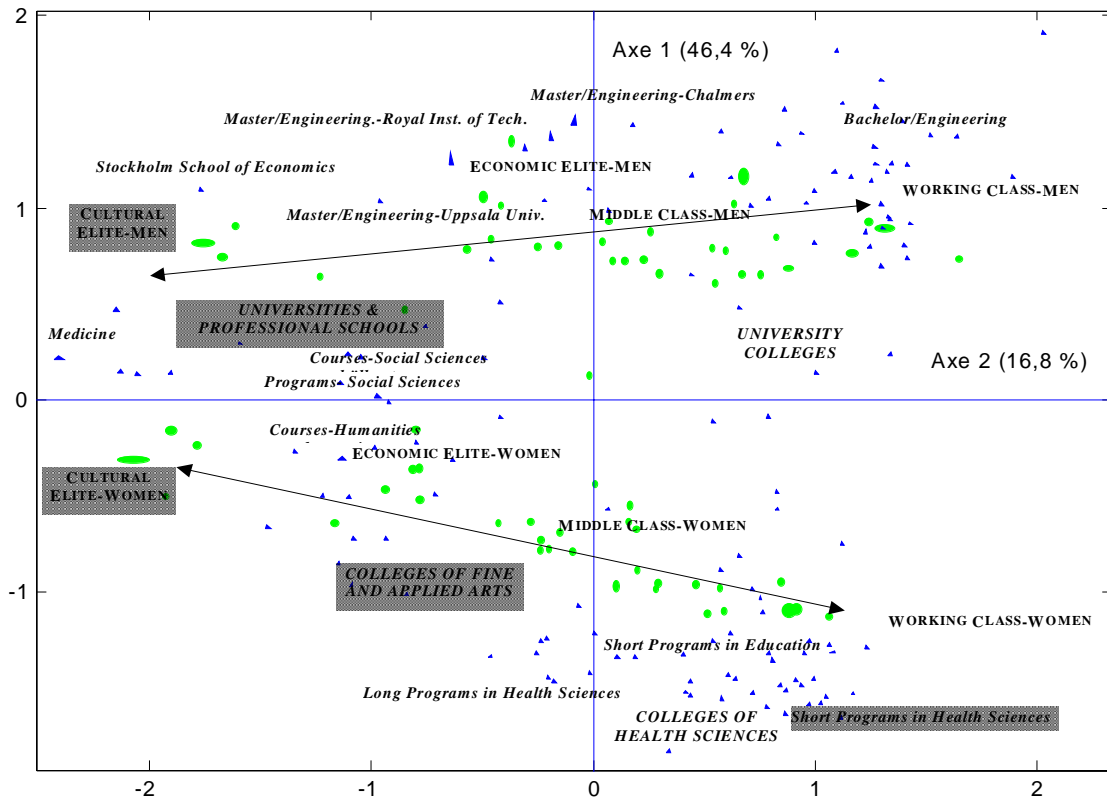 2
Axe 1 (46,4 %)
Master/Engineering-Chalmers
Master/Engineering.-Royal Inst. of Tech.
Bachelor/Engineering
Stockholm School of Economics
ECONOMIC ELITE-MEN
WORKING CLASS-MEN
1
CULTURAL
ELITE-MEN
Master/Engineering-Uppsala Univ.
MIDDLE CLASS-MEN
UNIVERSITIES &
PROFESSIONAL SCHOOLS
Medicine
UNIVERSITY
COLLEGES
Courses-Social Sciences
Axe 2 (16,8 %)
Programs- Social Sciences
0
Courses-Humanities
ECONOMIC ELITE-WOMEN
CULTURAL
ELITE-WOMEN
MIDDLE CLASS-WOMEN
COLLEGES OF FINE
AND APPLIED ARTS
-1
WORKING CLASS-WOMEN
Short Programs in Education
Long Programs in Health Sciences
COLLEGES OF
HEALTH SCIENCES
Short Programs in Health Sciences
-2 -1 0 1 2